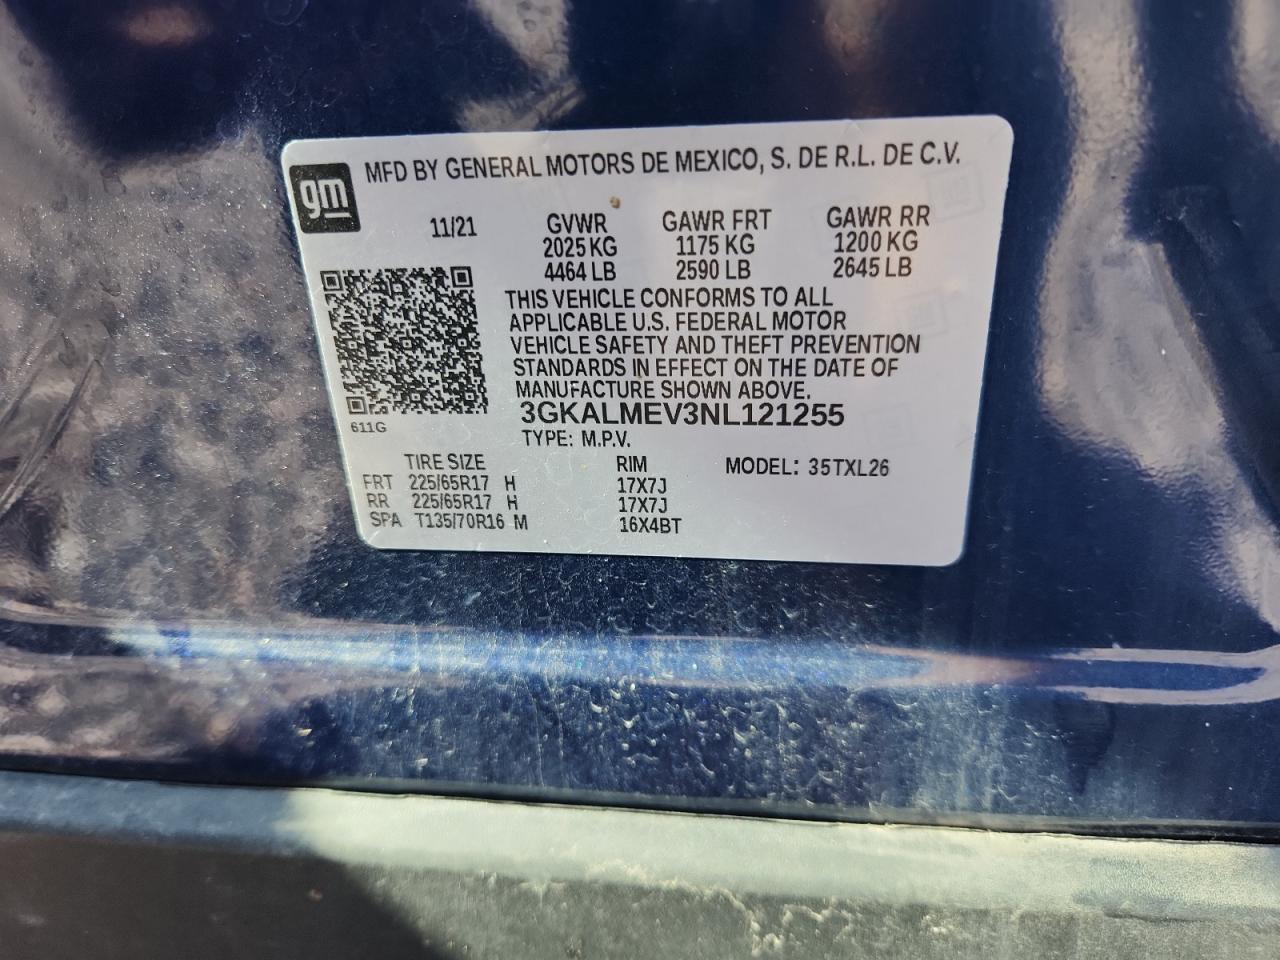 gm
MFD BY GENERAL MOTORS DE MEXICO, S. DE R.L. DE C.V.
11/21 GVWR GAWR FRT GAWR RR
2025 KG 1175 KG 1200 KG
4464 LB 2590 LB 2645 LB
THIS VEHICLE CONFORMS TO ALL
APPLICABLE U.S. FEDERAL MOTOR
VEHICLE SAFETY AND THEFT PREVENTION
STANDARDS IN EFFECT ON THE DATE OF
MANUFACTURE SHOWN ABOVE.
611G
3GKALMEV3NL121255
TYPE: M.P.V.
TIRE SIZE RIM MODEL: 35TXL26
FRT 225/65R17 H 17X7J
RR 225/65R17 H 17X7J
SPA T135/70R16 M 16X4BT